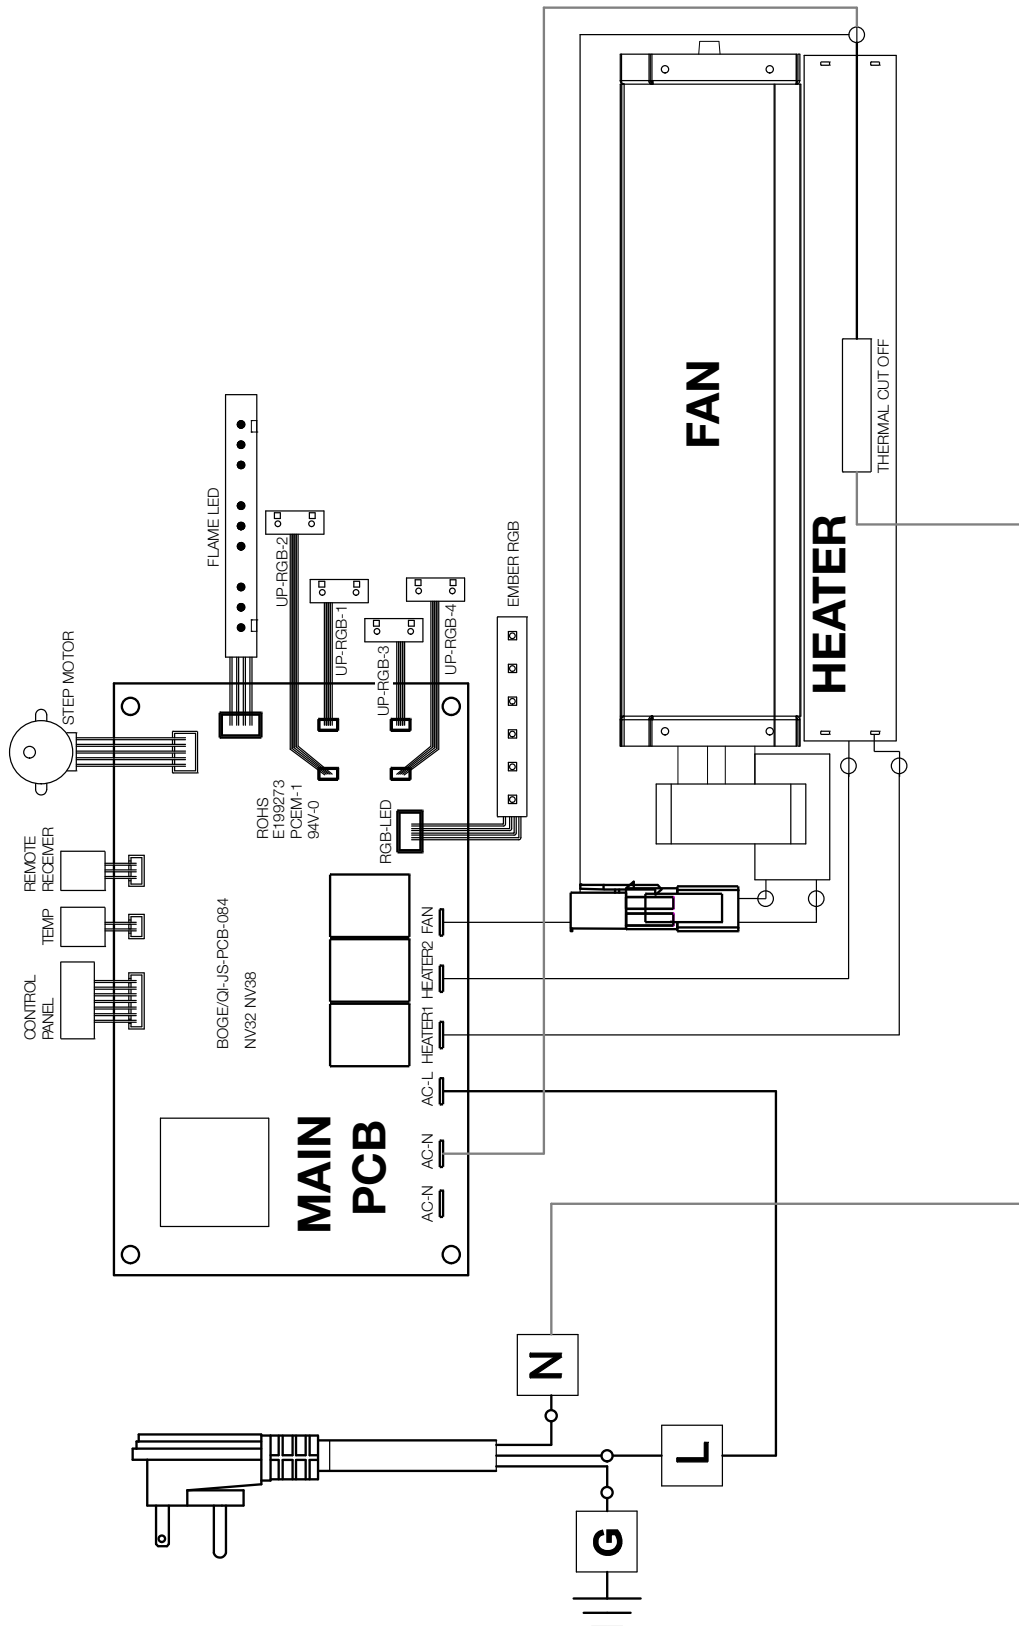 STEP MOTOR
REMOTE
RECEIVER
TEMP
CONTROL
PANEL
FLAME LED
UP-RGB-2
UP-RGB-1
UP-RGB-3
UP-RGB-4
EMBER RGB
ROHS
E199273
PCEM-1
94V-0
RGB-LED
BOGE/QI-JS-PCB-084
NV32 NV38
MAIN
PCB
FAN
HEATER2
HEATER1
AC-L
AC-N
AC-N
FAN
HEATER
THERMAL CUT OFF
N
L
G